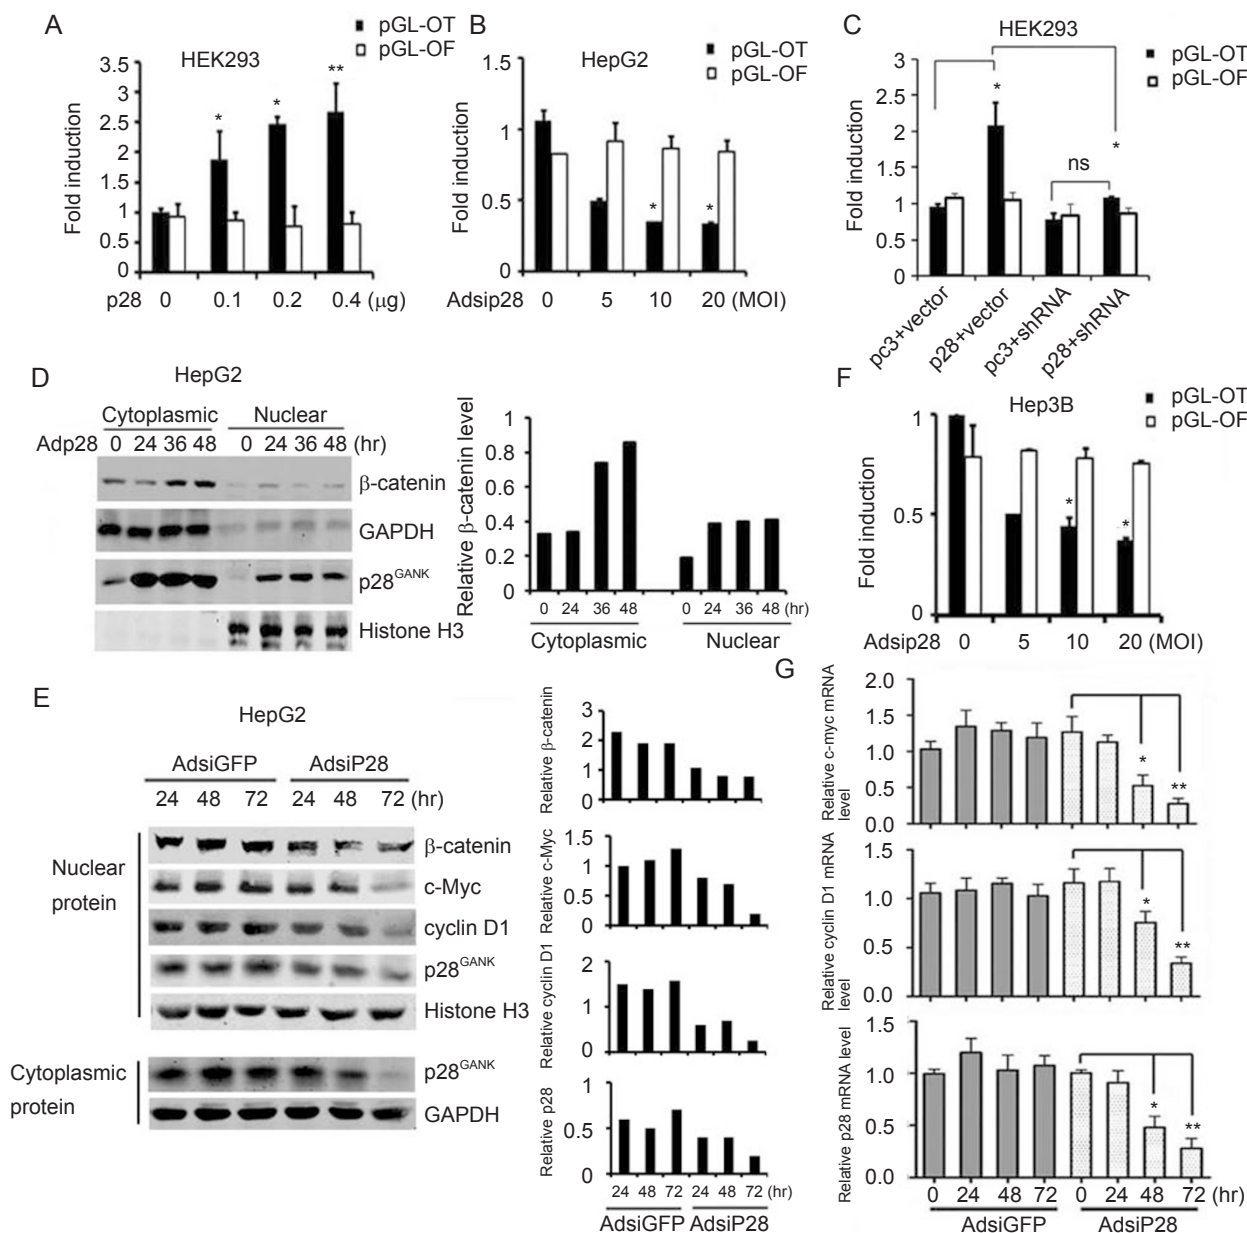 A
HEK293
pGL-OT
pGL-OF
Fold induction
3.5
3
2.5
2
1.5
1
0.5
0
*
*
**
p28 0 0.1 0.2 0.4 (μg)
B
HepG2
pGL-OT
pGL-OF
Fold induction
1.5
1
0.5
0
*
*
Adsip28 0 5 10 20 (MOI)
C
HEK293
pGL-OT
pGL-OF
Fold induction
3
2.5
2
1.5
1
0.5
0
*
ns
*
pc3+vector
p28+vector
pc3+shRNA
p28+shRNA
D
HepG2
Cytoplasmic Nuclear
Adp28 0 24 36 48 0 24 36 48 (hr)
β-catenin
GAPDH
p28GANK
Histone H3
Relative β-catenin level
1
0.8
0.6
0.4
0.2
0
0 24 36 48 0 24 36 48 (hr)
Cytoplasmic Nuclear
F
Hep3B
pGL-OT
pGL-OF
Fold induction
1
0.5
0
*
*
Adsip28 0 5 10 20 (MOI)
E
HepG2
AdsiGFP AdsiP28
24 48 72 24 48 72 (hr)
Nuclear
protein
β-catenin
c-Myc
cyclin D1
p28GANK
Histone H3
Cytoplasmic
protein
p28GANK
GAPDH
Relative β-catenin
3
2
1
0
Relative c-Myc
1.5
1
0.5
0
Relative cyclin D1
2
1
0
Relative p28
1
0.5
0
24 48 72 24 48 72 (hr)
AdsiGFP AdsiP28
G
Relative c-myc mRNA
level
2.0
1.5
1.0
0.5
0.0
*
**
Relative cyclin D1 mRNA
level
1.5
1.0
0.5
0.0
*
**
Relative p28 mRNA level
1.5
1.0
0.5
0.0
*
**
0 24 48 72 0 24 48 72 (hr)
AdsiGFP AdsiP28